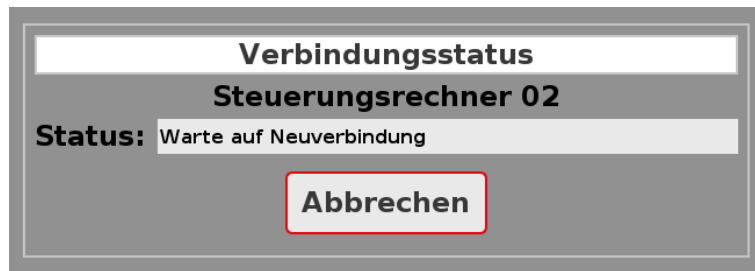 Verbindungsstatus
Steuerungsrechner 02
Status: Warte auf Neuverbindung
Abbrechen